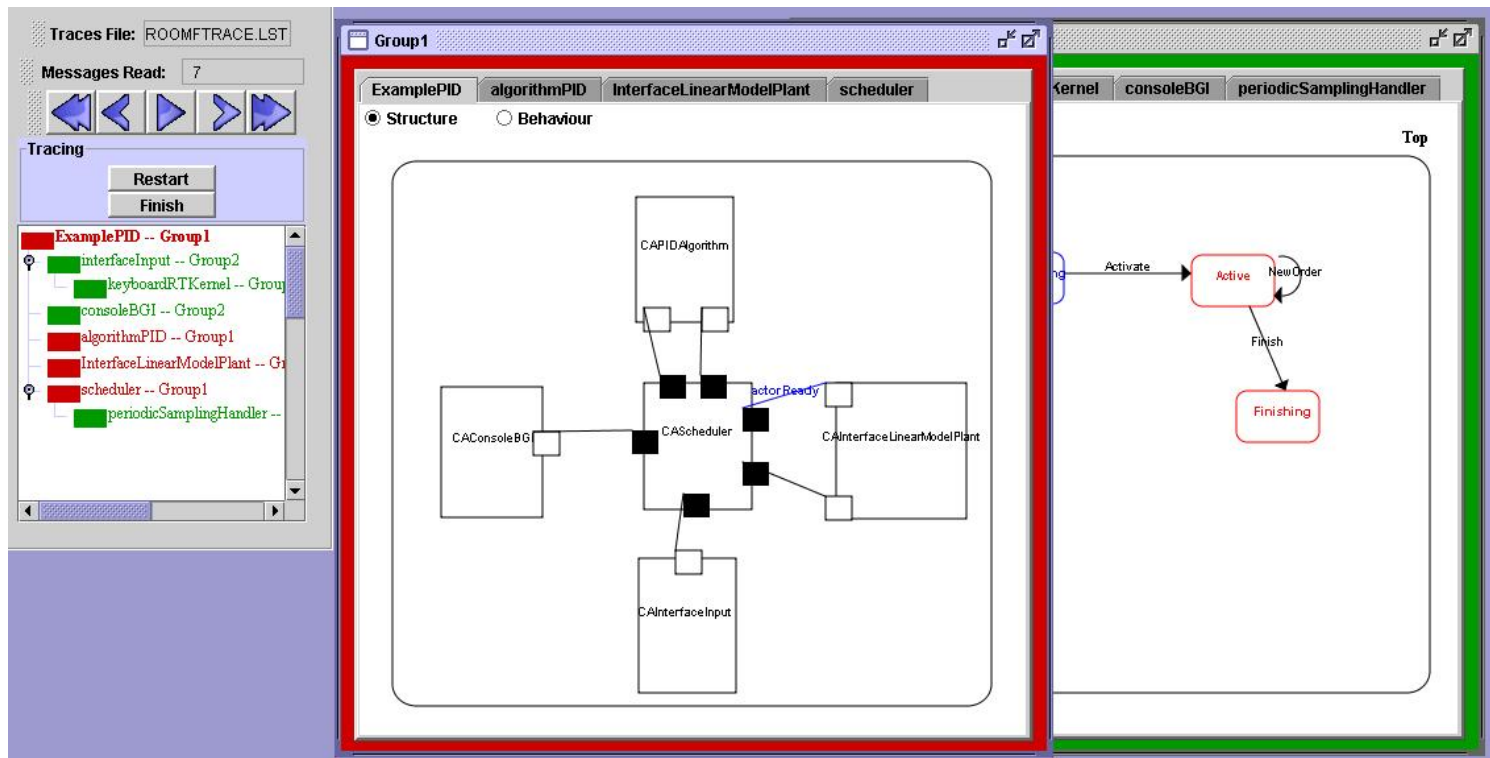 Traces File: ROOMFTRACE.LST
Messages Read: 7
Tracing
Restart
Finish
ExamplePID -- Group1
interfaceInput -- Group2
keyboardRTKernel -- Group
consoleBGI -- Group2
algorithmPID -- Group1
InterfaceLinearModelPlant -- G
scheduler -- Group1
periodicSamplingHandler --
Group1
ExamplePID algorithmPID InterfaceLinearModelPlant scheduler
Structure Behaviour
CAPIDAlgorithm
actorReady
CAConsoleBGI
CAScheduler
CAInterfaceLinearModelPlant
CAInterfaceInput
Kernel consoleBGI periodicSamplingHandler
Top
Activate
Active
NewOrder
Finish
Finishing